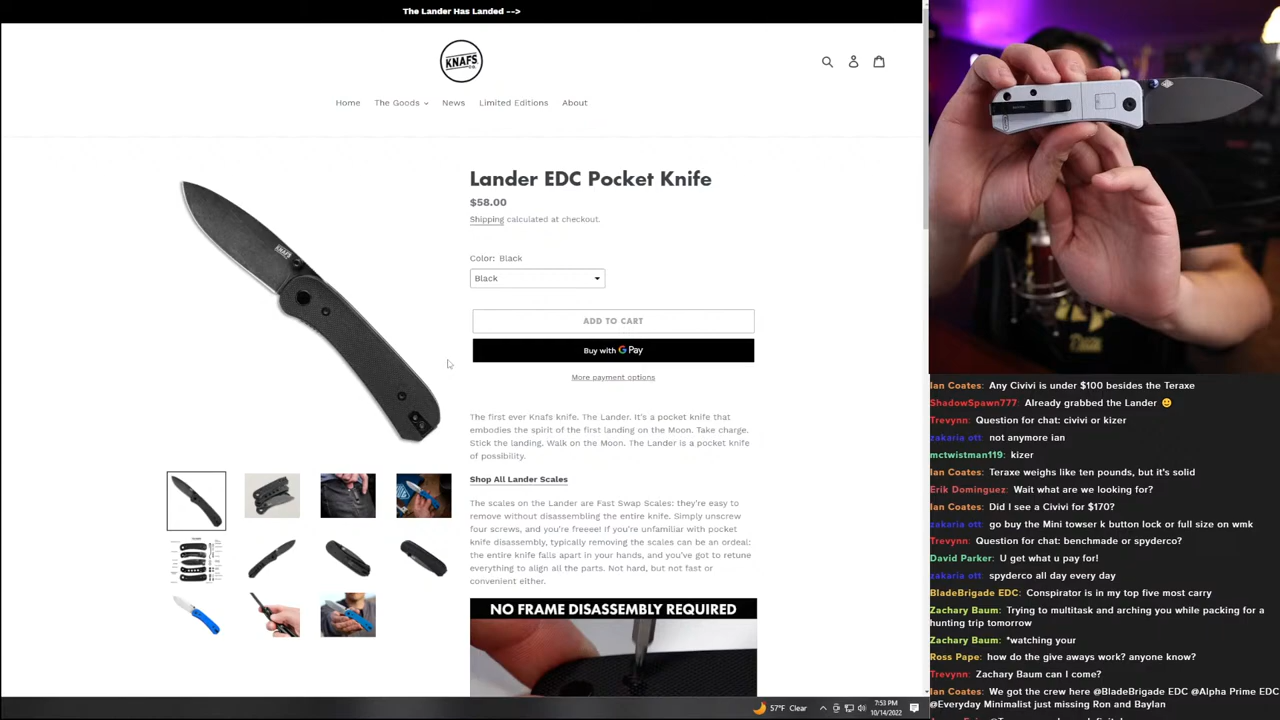 The Lander Has Landed -->
KNAFS
Home
The Goods
News
Limited Editions
About
Lander EDC Pocket Knife
$58.00
Shipping calculated at checkout.
Color: Black
Black
ADD TO CART
Buy with G Pay
More payment options
The first ever Knafs knife. The Lander. It's a pocket knife that
embodies the spirit of the first landing on the Moon. Take charge.
Stick the landing. Walk on the Moon. The Lander is a pocket knife
of possibility.
Shop All Lander Scales
The scales on the Lander are Fast Swap Scales: they're easy to
remove without disassembling the entire knife. Simply unscrew
four screws, and you're freeee! If you're unfamiliar with pocket
knife disassembly, typically removing the scales can be an ordeal:
the entire knife falls apart in your hands, and you've got to retune
everything to align all the parts. Not hard, but not fast or
convenient either.
NO FRAME DISASSEMBLY REQUIRED
KNAFS
57°F Clear
7:53 PM
10/14/2022
Ian Coates: Any Civivi is under $100 besides the Teraxe
ShadowSpawn777: Already grabbed the Lander
Trevynn: Question for chat: civivi or kizer
zakaria ott: not anymore ian
mctwistman119: kizer
Ian Coates: Teraxe weighs like ten pounds, but it's solid
Erik Dominguez: Wait what are we looking for?
Ian Coates: Did I see a Civivi for $170?
zakaria ott: go buy the Mini towser k button lock or full size on wmk
Trevynn: Question for chat: benchmade or spyderco?
David Parker: U get what u pay for!
zakaria ott: spyderco all day every day
BladeBrigade EDC: Conspirator is in my top five most carry
Zachary Baum: Trying to multitask and arching you while packing for a
hunting trip tomorrow
Zachary Baum: *watching your
Ross Pape: how do the give aways work? anyone know?
Trevynn: Zachary Baum can I come?
Ian Coates: We got the crew here @BladeBrigade EDC @Alpha Prime EDC
@Everyday Minimalist just missing Ron and Baylan